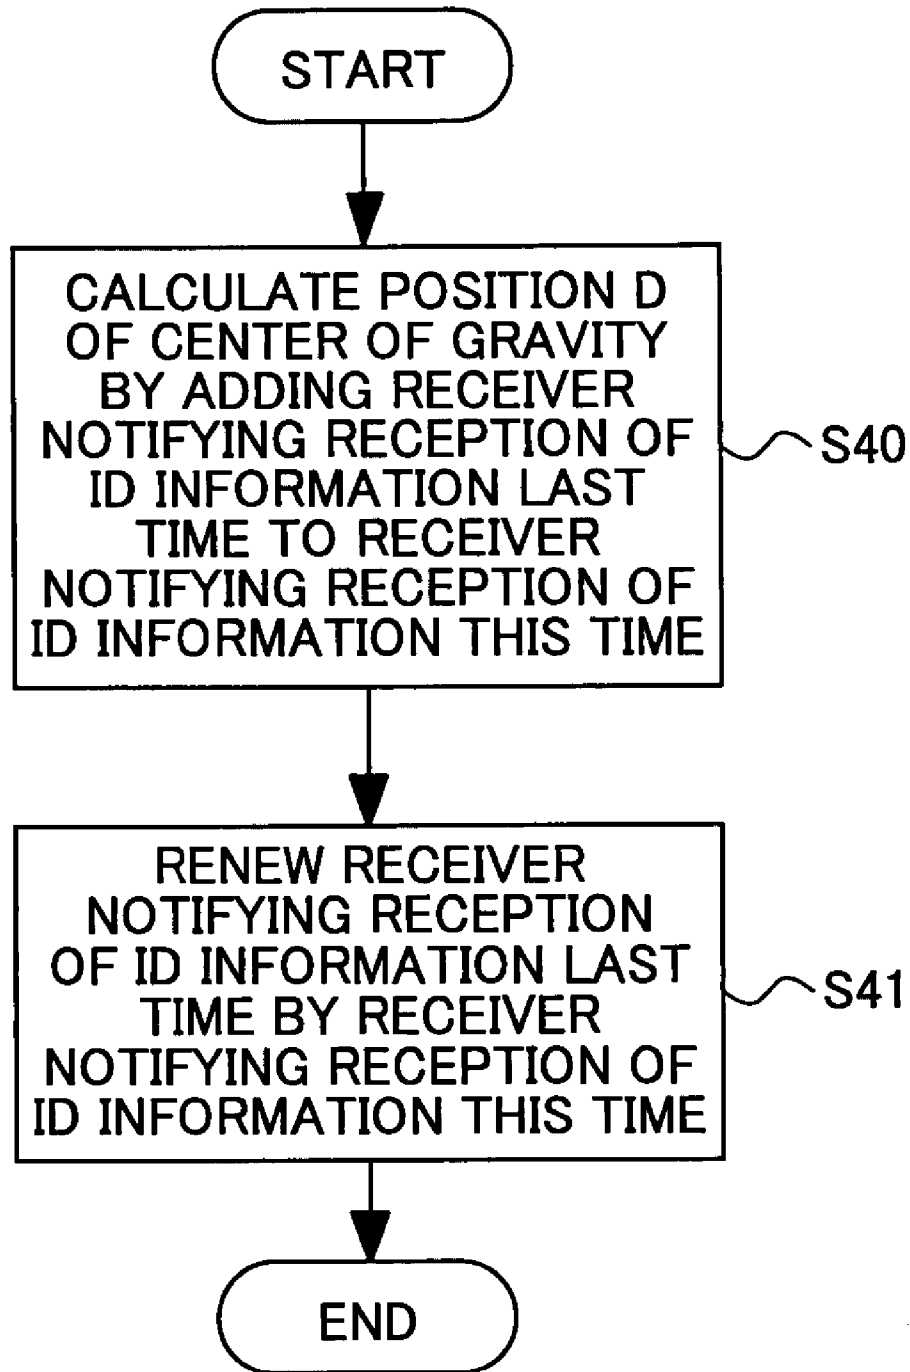 START
CALCULATE POSITION D
OF CENTER OF GRAVITY
BY ADDING RECEIVER
NOTIFYING RECEPTION OF
ID INFORMATION LAST
TIME TO RECEIVER
NOTIFYING RECEPTION OF
ID INFORMATION THIS TIME
S40
RENEW RECEIVER
NOTIFYING RECEPTION
OF ID INFORMATION LAST
TIME BY RECEIVER
NOTIFYING RECEPTION OF
ID INFORMATION THIS TIME
S41
END